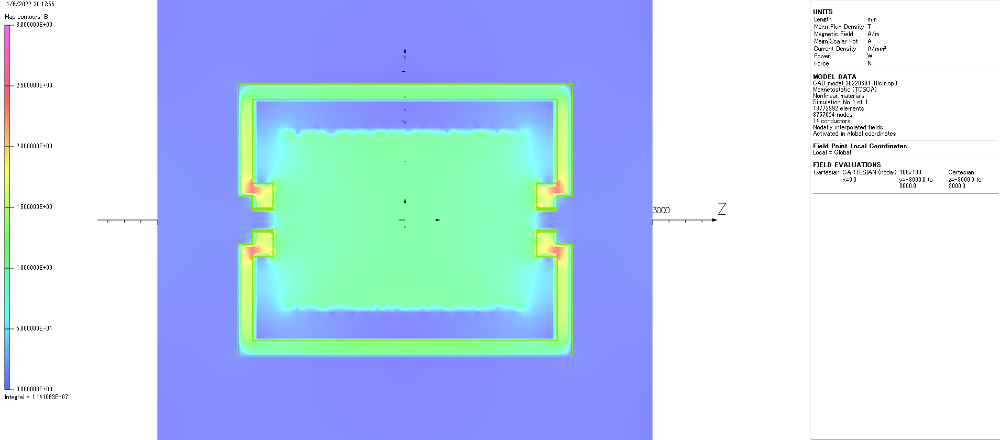 1/6/2022 20:17:55
Map contours: B
3.000000E+00
2.500000E+00
2.000000E+00
1.500000E+00
1.000000E+00
5.000000E-01
0.000000E+00
Integral = 1.141063E+07
3000
Z
UNITS
Length mm
Magn Flux Density T
Magnetic Field A/m
Magn Scalar Pot A
Current Density A/mm²
Power W
Force N
MODEL DATA
CAD_model_20220601_18cm.op3
Magnetostatic (TOSCA)
Nonlinear materials
Simulation No 1 of 1
13772992 elements
3757024 nodes
14 conductors
Nodally interpolated fields
Activated in global coordinates
Field Point Local Coordinates
Local = Global
FIELD EVALUATIONS
Cartesian CARTESIAN (nodal) 100x100 Cartesian
x=0.0 y=-3000.0 to z=-3000.0 to
3000.0 3000.0